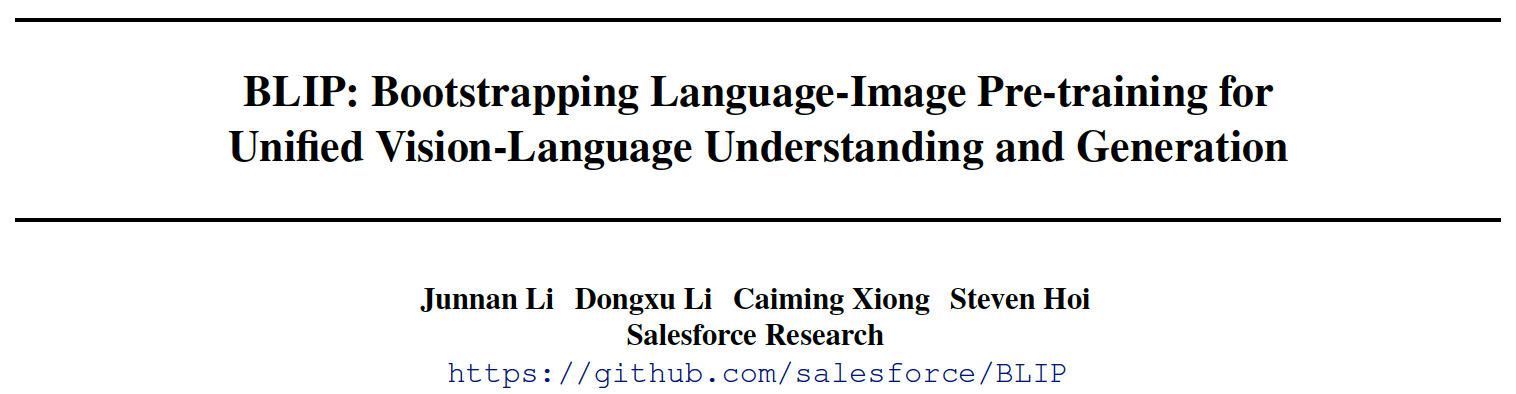 BLIP: Bootstrapping Language-Image Pre-training for
Unified Vision-Language Understanding and Generation
Junnan Li Dongxu Li Caiming Xiong Steven Hoi
Salesforce Research
https://github.com/salesforce/BLIP